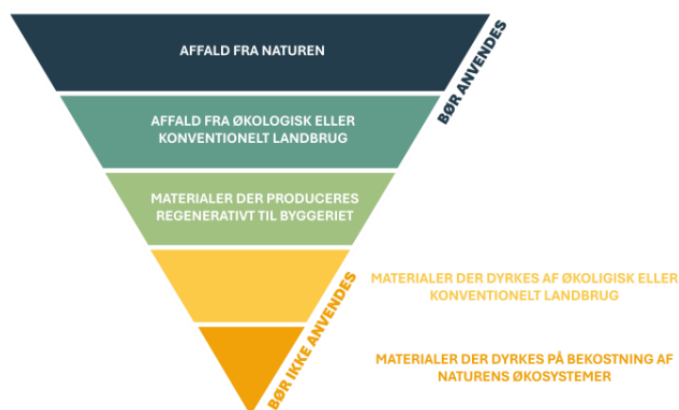 AFFALD FRA NATUREN
BØR ANVENDES
AFFALD FRA ØKOLOGISK ELLER
KONVENTIONELT LANDBRUG
MATERIALER DER PRODUCERES
REGENERATIVT TIL BYGGERIET
BØR IKKE ANVENDES
MATERIALER DER DYRKES AF ØKOLIGISK ELLER
KONVENTIONELT LANDBRUG
MATERIALER DER DYRKES PÅ BEKOSTNING AF
NATURENS ØKOSYSTEMER